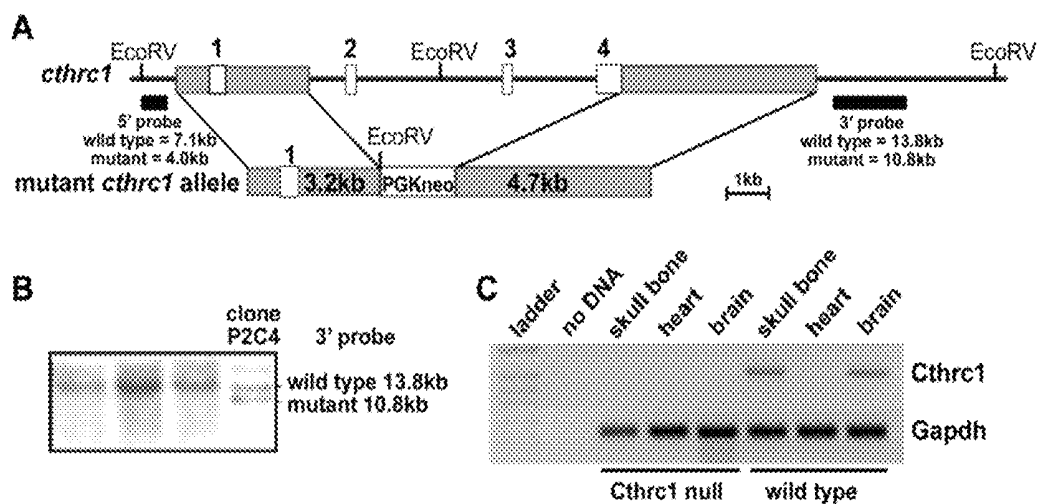 A
EcoRV
1
2
EcoRV
3
4
EcoRV
cthrc1
5' probe
wild type = 7.1kb
mutant = 4.0kb
EcoRV
3' probe
wild type = 13.8kb
mutant = 10.8kb
mutant cthrc1 allele
1
3.2kb
PGKneo
4.7kb
1kb
B
clone
P2C4
3' probe
wild type 13.8kb
mutant 10.8kb
C
ladder
no DNA
skull bone
heart
brain
skull bone
heart
brain
Cthrc1
Gapdh
Cthrc1 null
wild type